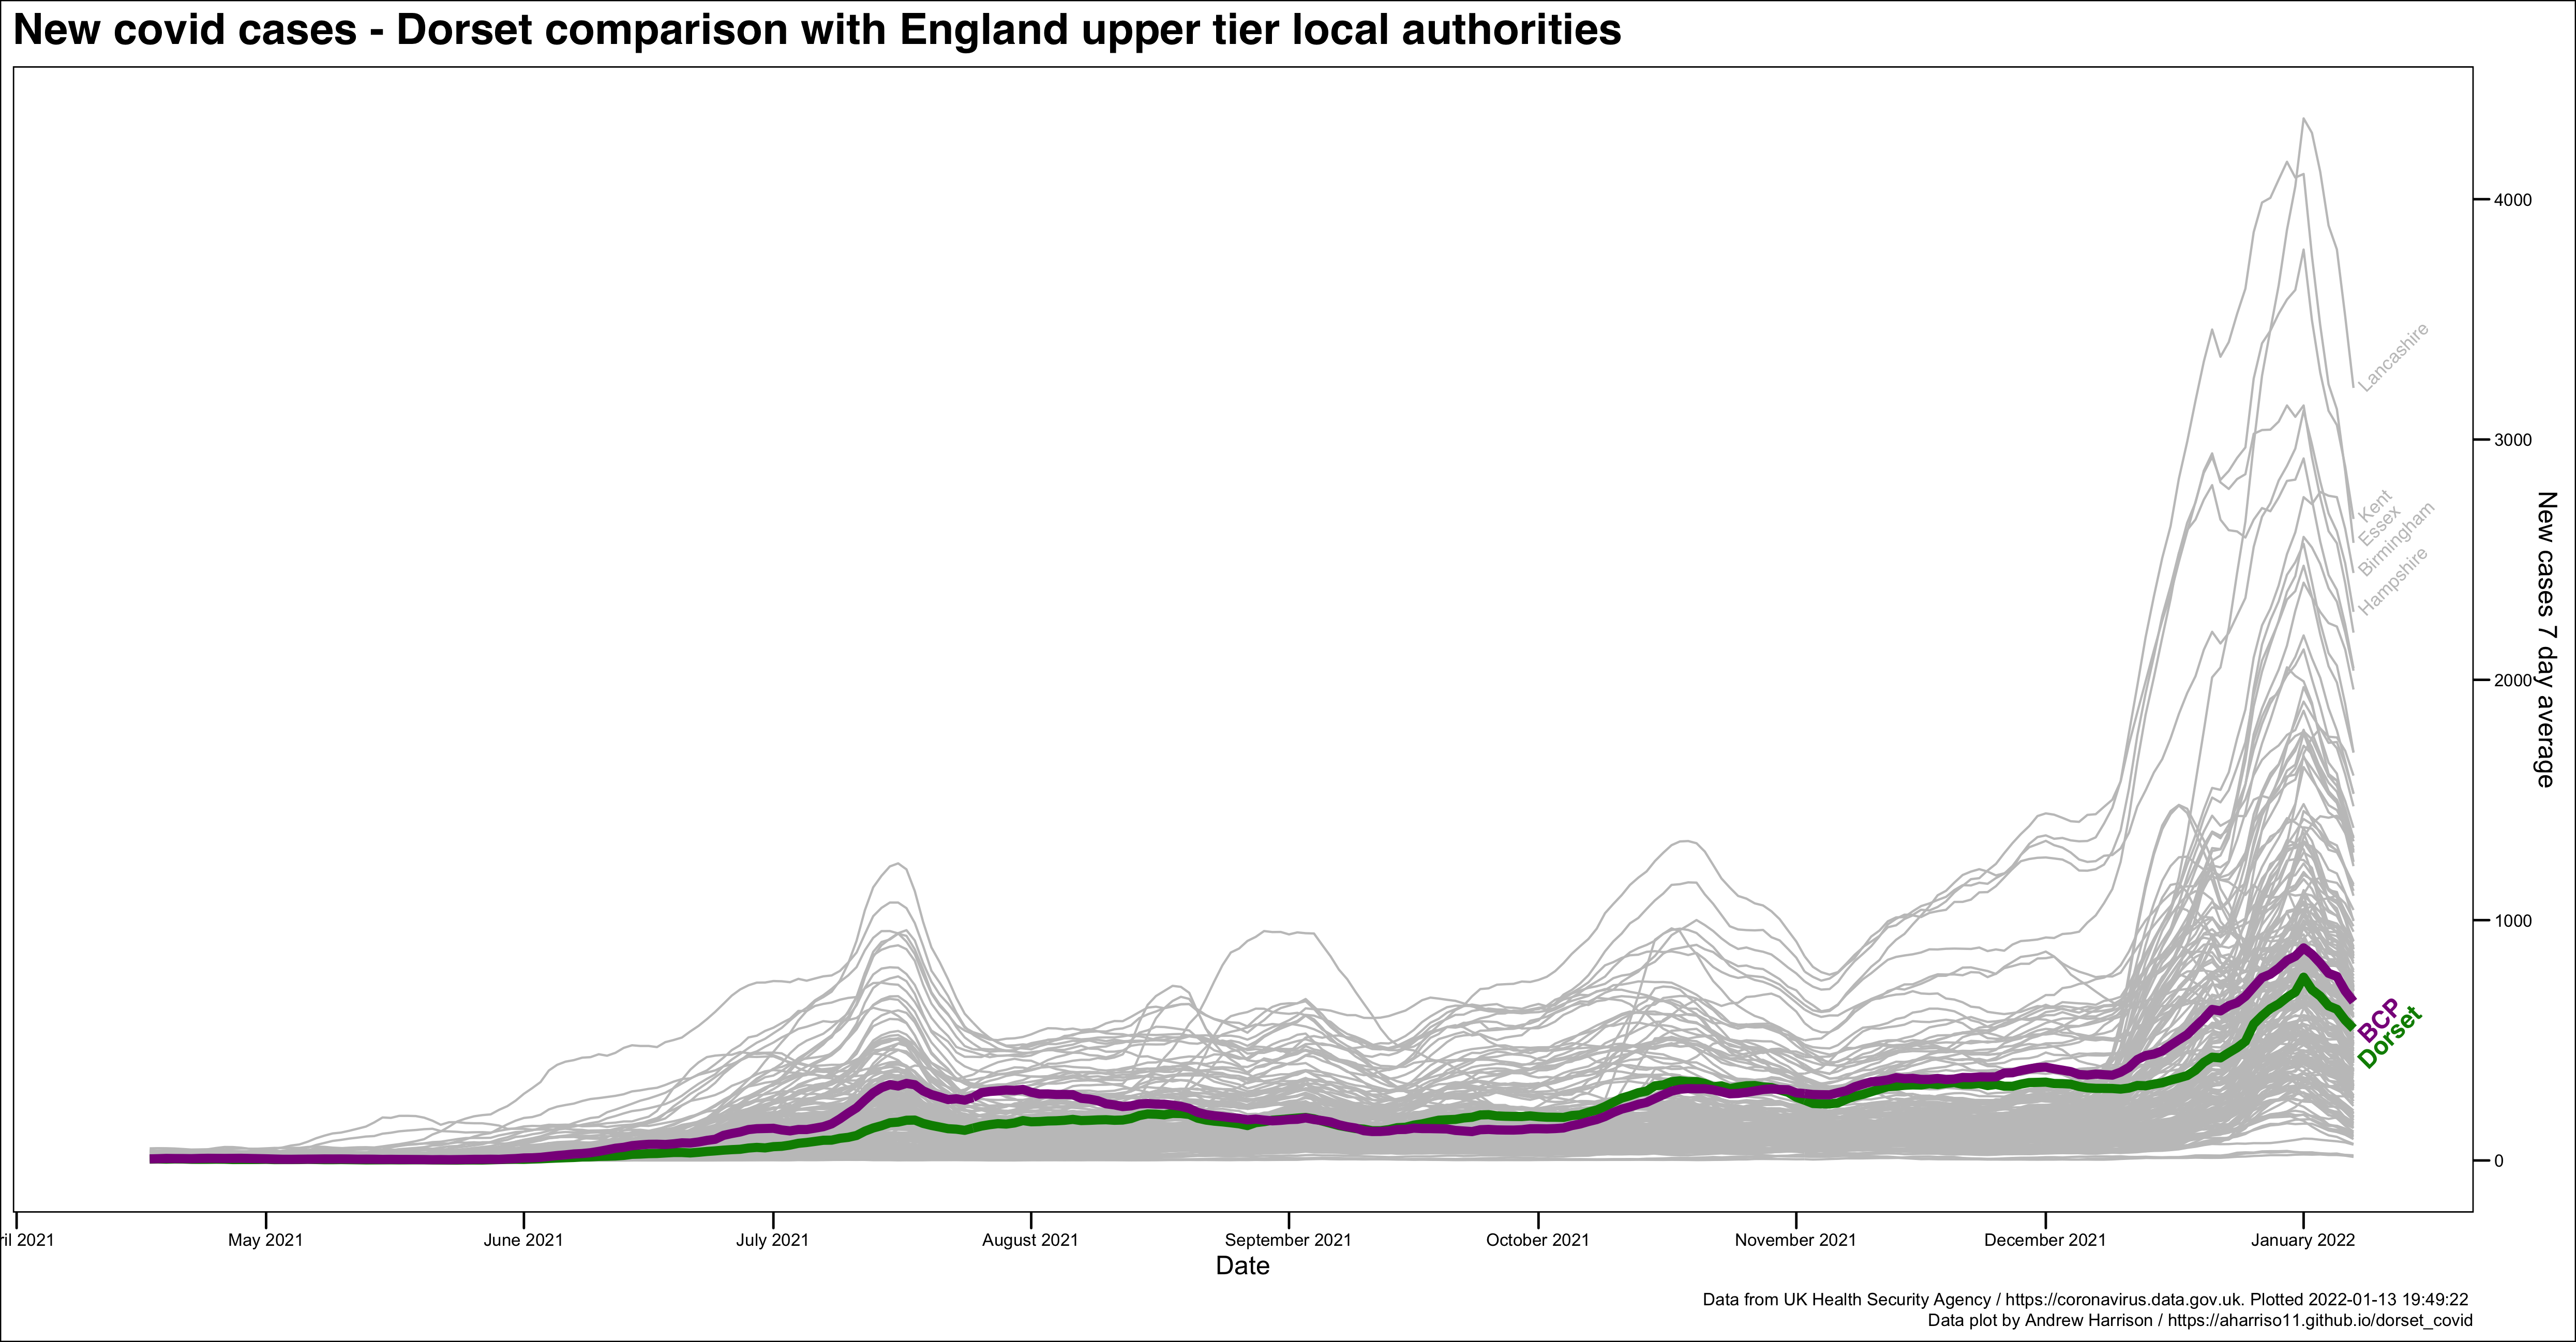 New covid cases - Dorset comparison with England upper tier local authorities
4000
3000
2000
1000
0
New cases 7 day average
Lancashire
Kent
Essex
Birmingham
Hampshire
BCP
Dorset
ril 2021
May 2021
June 2021
July 2021
August 2021
September 2021
October 2021
November 2021
December 2021
January 2022
Date
Data from UK Health Security Agency / https://coronavirus.data.gov.uk. Plotted 2022-01-13 19:49:22
Data plot by Andrew Harrison / https://aharriso11.github.io/dorset_covid